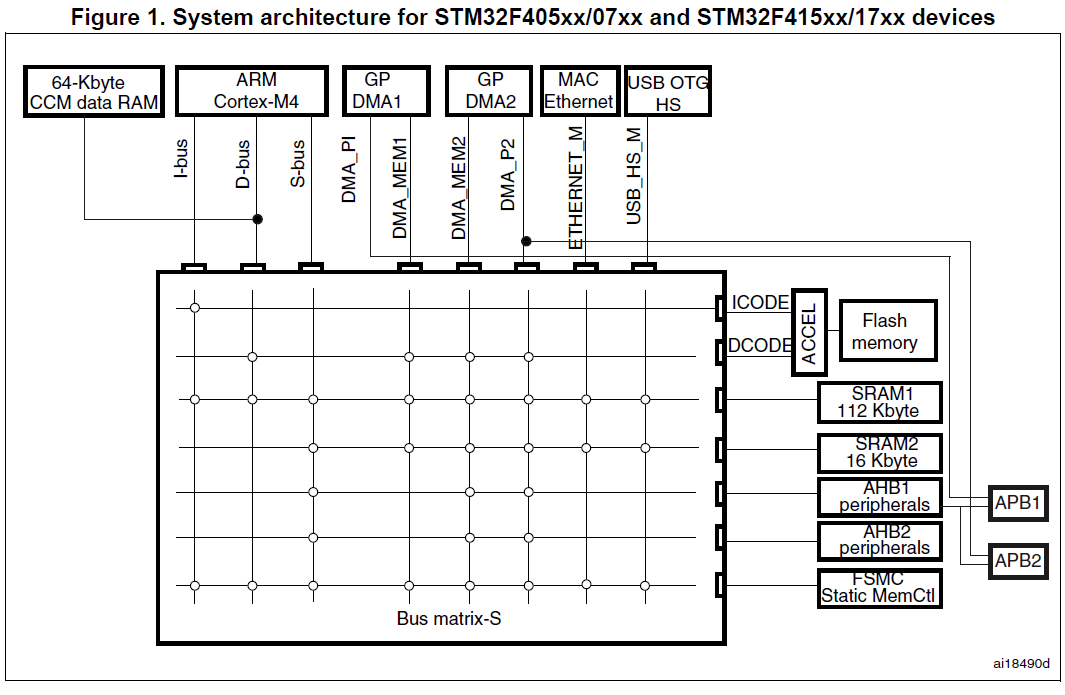 Figure 1. System architecture for STM32F405xx/07xx and STM32F415xx/17xx devices
64-Kbyte
CCM data RAM
ARM
Cortex-M4
GP
DMA1
GP
DMA2
MAC
Ethernet
USB OTG
HS
I-bus
D-bus
S-bus
DMA_PI
DMA_MEM1
DMA_MEM2
DMA_P2
ETHERNET_M
USB_HS_M
ICODE
DCODE
ACCEL
Flash
memory
SRAM1
112 Kbyte
SRAM2
16 Kbyte
AHB1
peripherals
AHB2
peripherals
FSMC
Static MemCtl
APB1
APB2
Bus matrix-S
ai18490d